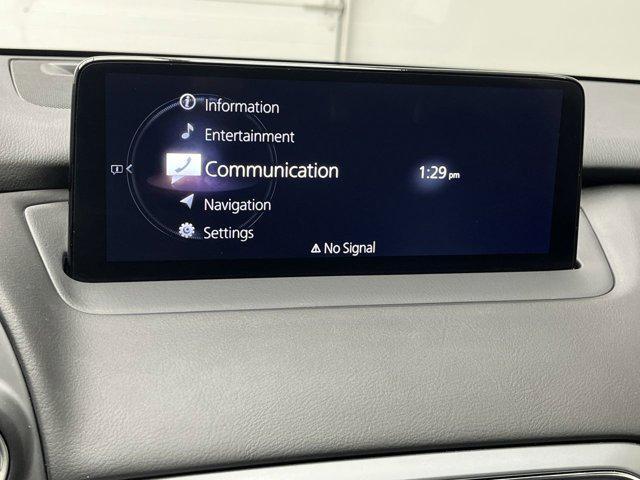 Information
Entertainment
Communication
1:29 pm
Navigation
Settings
No Signal